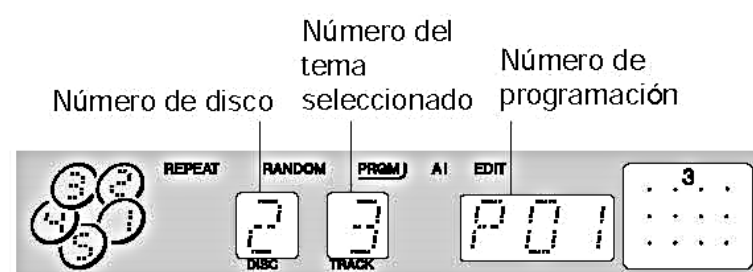 Número del
tema
seleccionado
Número de
programación
Número de disco
REPEAT RANDOM PRGM AI EDIT
3 2 4 1 5
2 3 P01 3
DISC TRACK